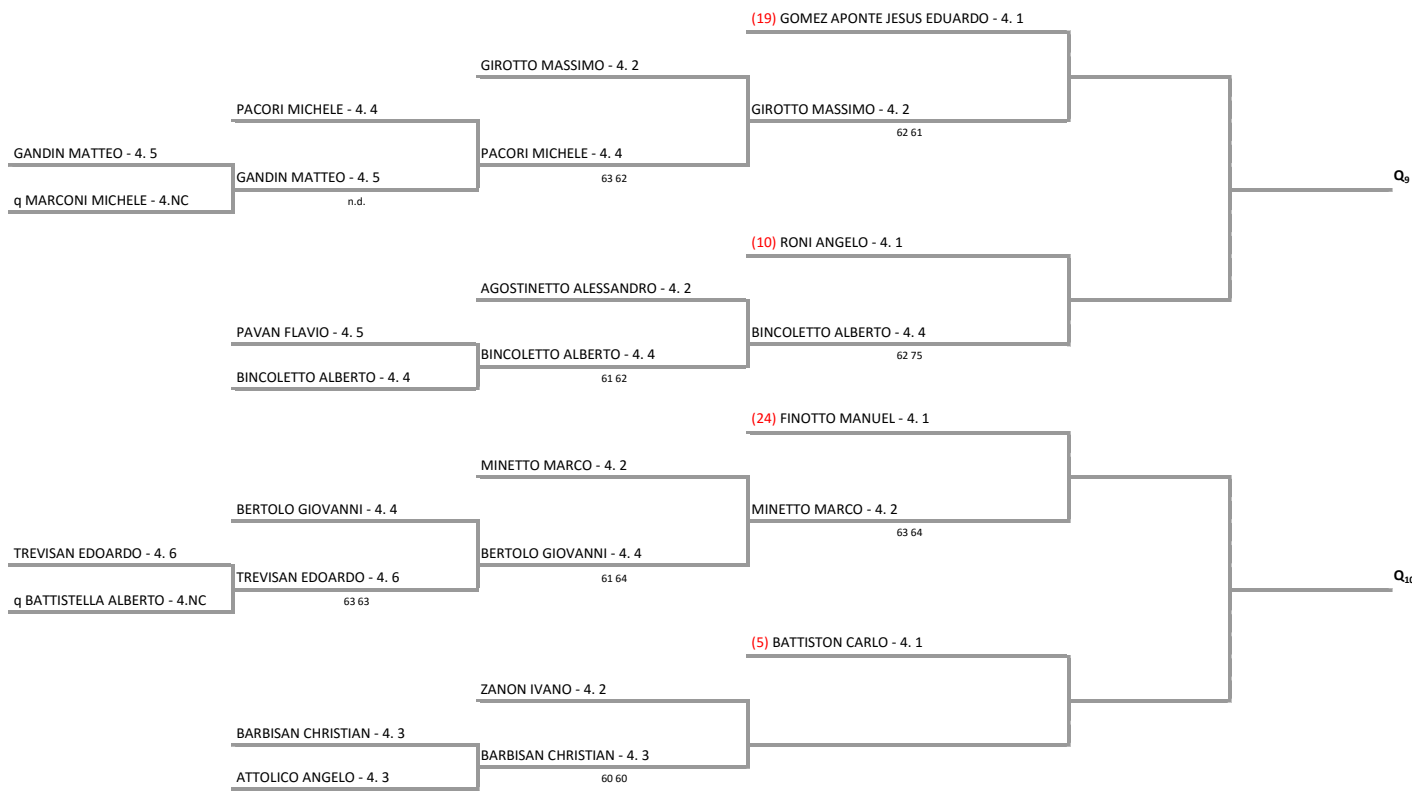 (19) GOMEZ APONTE JESUS EDUARDO - 4. 1
GIROTTO MASSIMO - 4. 2
PACORI MICHELE - 4. 4
GIROTTO MASSIMO - 4. 2
62 61
GANDIN MATTEO - 4. 5
PACORI MICHELE - 4. 4
63 62
GANDIN MATTEO - 4. 5
n.d.
Q9
q MARCONI MICHELE - 4.NC
(10) RONI ANGELO - 4. 1
AGOSTINETTO ALESSANDRO - 4. 2
PAVAN FLAVIO - 4. 5
BINCOLETTO ALBERTO - 4. 4
62 75
BINCOLETTO ALBERTO - 4. 4
61 62
BINCOLETTO ALBERTO - 4. 4
(24) FINOTTO MANUEL - 4. 1
MINETTO MARCO - 4. 2
BERTOLO GIOVANNI - 4. 4
MINETTO MARCO - 4. 2
63 64
TREVISAN EDOARDO - 4. 6
BERTOLO GIOVANNI - 4. 4
61 64
TREVISAN EDOARDO - 4. 6
63 63
Q10
q BATTISTELLA ALBERTO - 4.NC
(5) BATTISTON CARLO - 4. 1
ZANON IVANO - 4. 2
BARBISAN CHRISTIAN - 4. 3
BARBISAN CHRISTIAN - 4. 3
60 60
ATTOLICO ANGELO - 4. 3